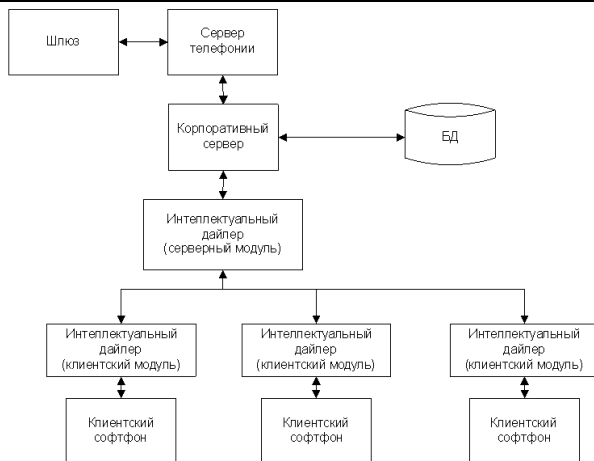 Шлюз
Сервер
телефонии
Корпоративный
сервер
БД
Интеллектуальный
дайлер
(серверный модуль)
Интеллектуальный
дайлер
(клиентский модуль)
Интеллектуальный
дайлер
(клиентский модуль)
Интеллектуальный
дайлер
(клиентский модуль)
Клиентский
софтфон
Клиентский
софтфон
Клиентский
софтфон